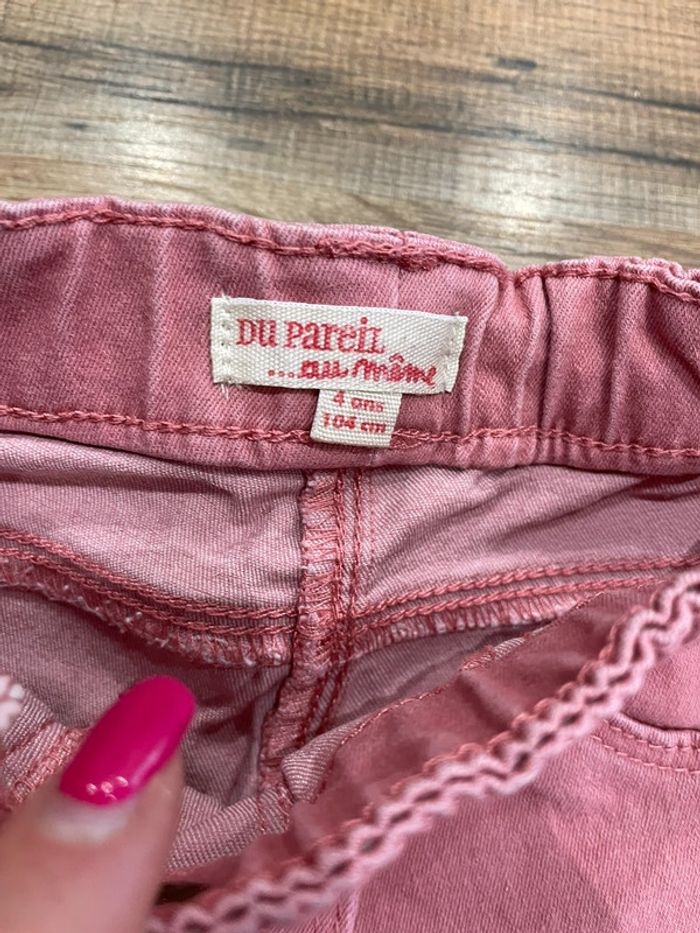 DU PAREIL
...au même
4 ans
104 cm